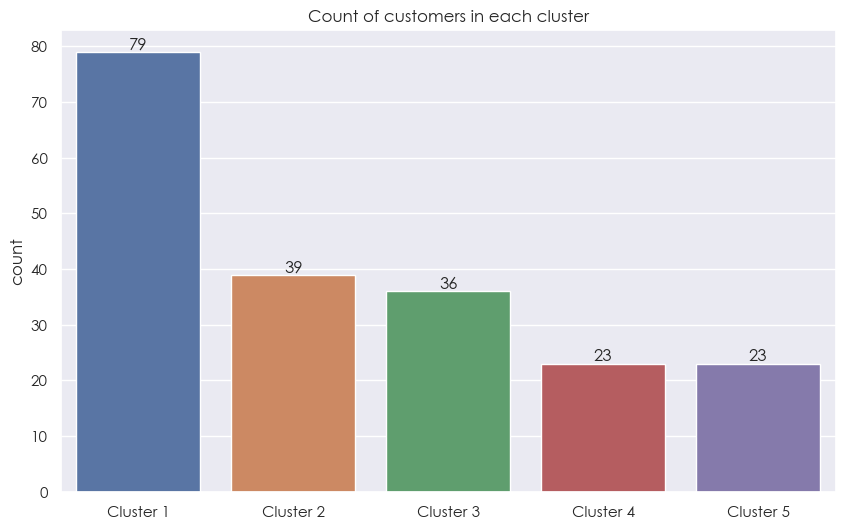 Count of customers in each cluster
count
80
70
60
50
40
30
20
10
0
79
39
36
23
23
Cluster 1
Cluster 2
Cluster 3
Cluster 4
Cluster 5